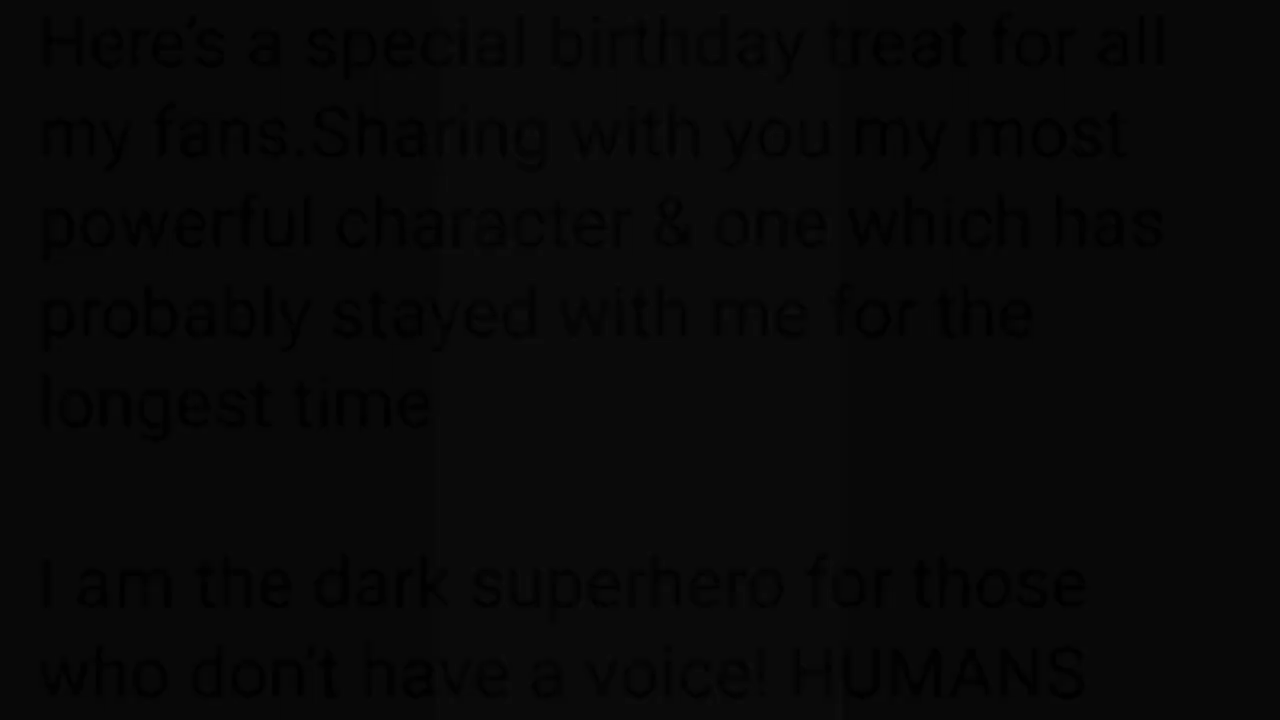 Here's a special birthday treat for all
my fans.Sharing with you my most
powerful character & one which has
probably stayed with me for the
longest time
I am the dark superhero for those
who don't have a voice! HUMANS